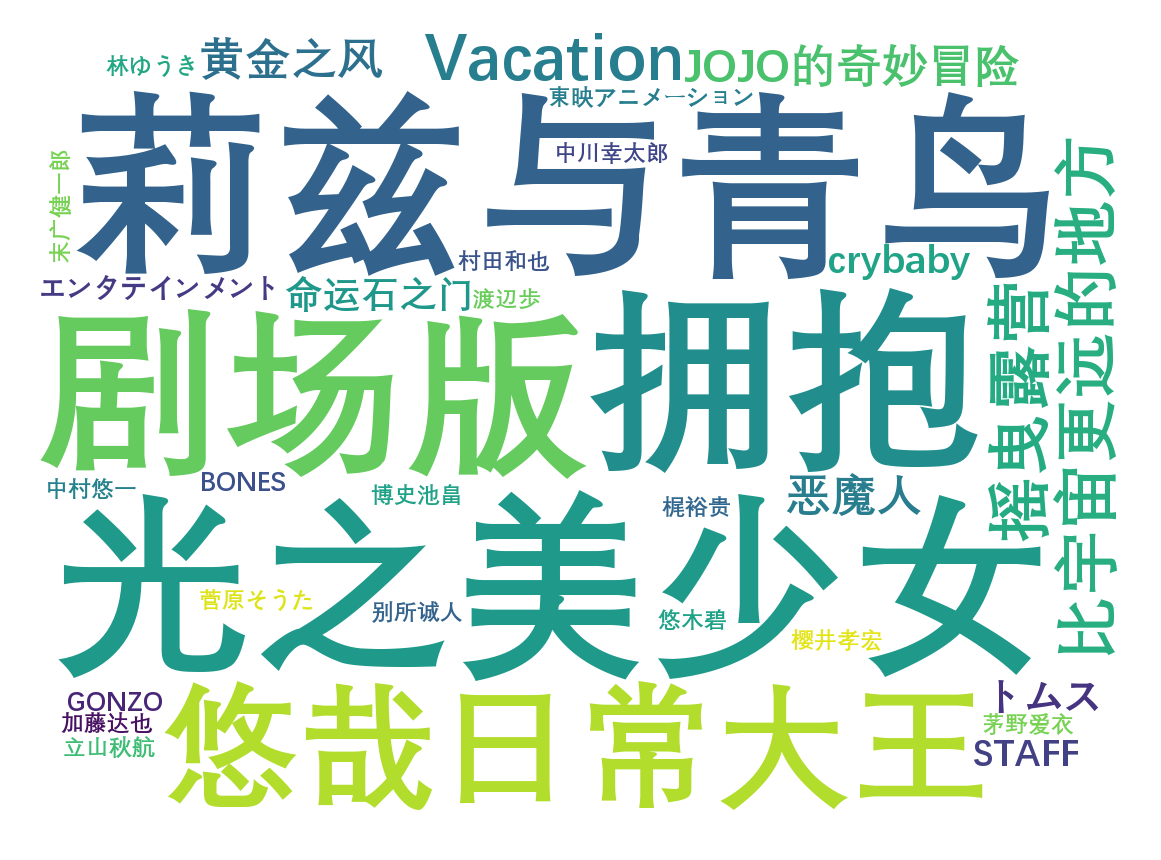 林ゆうき
黄金之风
Vacation
JOJO的奇妙冒险
東映アニメーション
莉兹与青鸟
中川幸太郎
末广健一郎
村田和也
crybaby
エンタテインメント
命运石之门
渡辺歩
剧场版
拥抱
摇曳露营
比宇宙更远的地方
中村悠一
BONES
博史池畠
梶裕贵
恶魔人
光之美少女
菅原そうた
别所诚人
悠木碧
樱井孝宏
GONZO
加藤达也
立山秋航
悠哉日常大王
トムス
茅野爱衣
STAFF